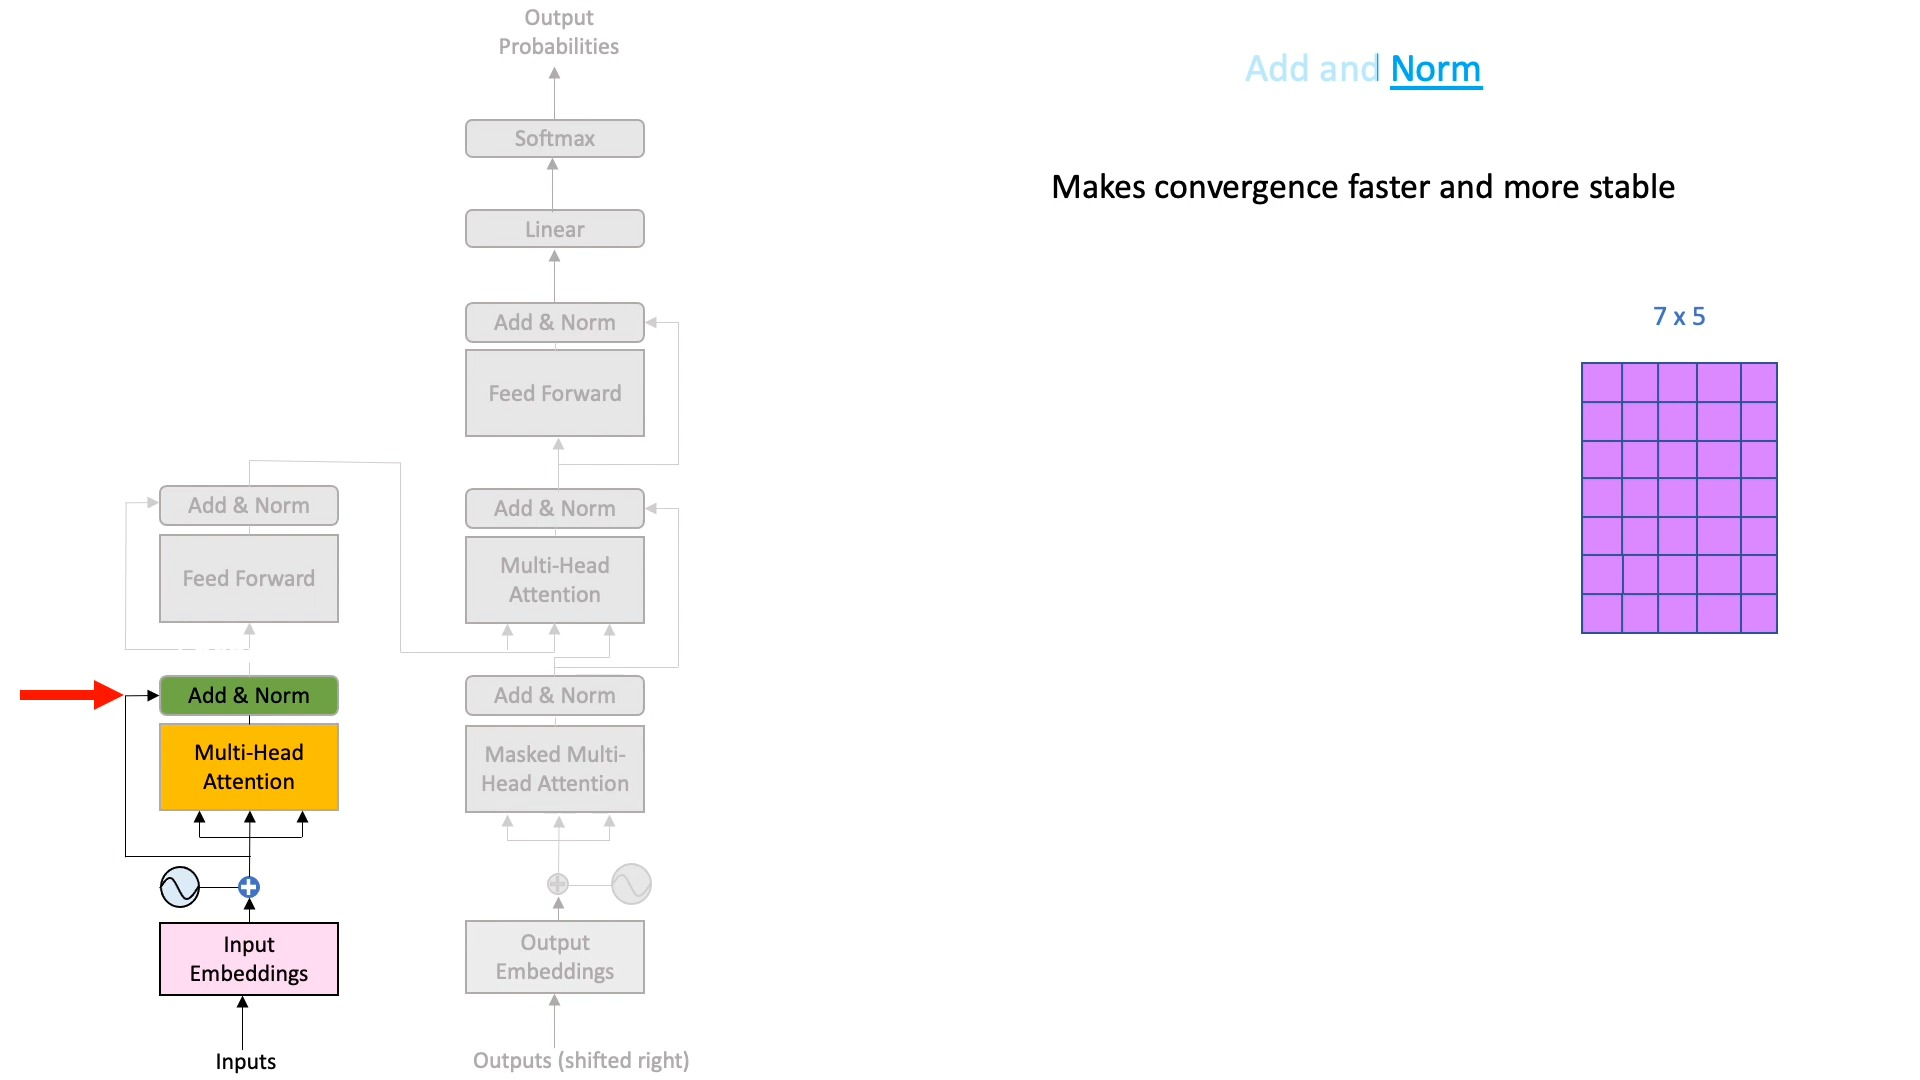 Output
Probabilities
Softmax
Linear
Add & Norm
Feed Forward
Add & Norm
Multi-Head
Attention
Add & Norm
Masked Multi-
Head Attention
Output
Embeddings
Outputs (shifted right)
Add & Norm
Feed Forward
Add & Norm
Multi-Head
Attention
Input
Embeddings
Inputs
Add and Norm
Makes convergence faster and more stable
7 x 5